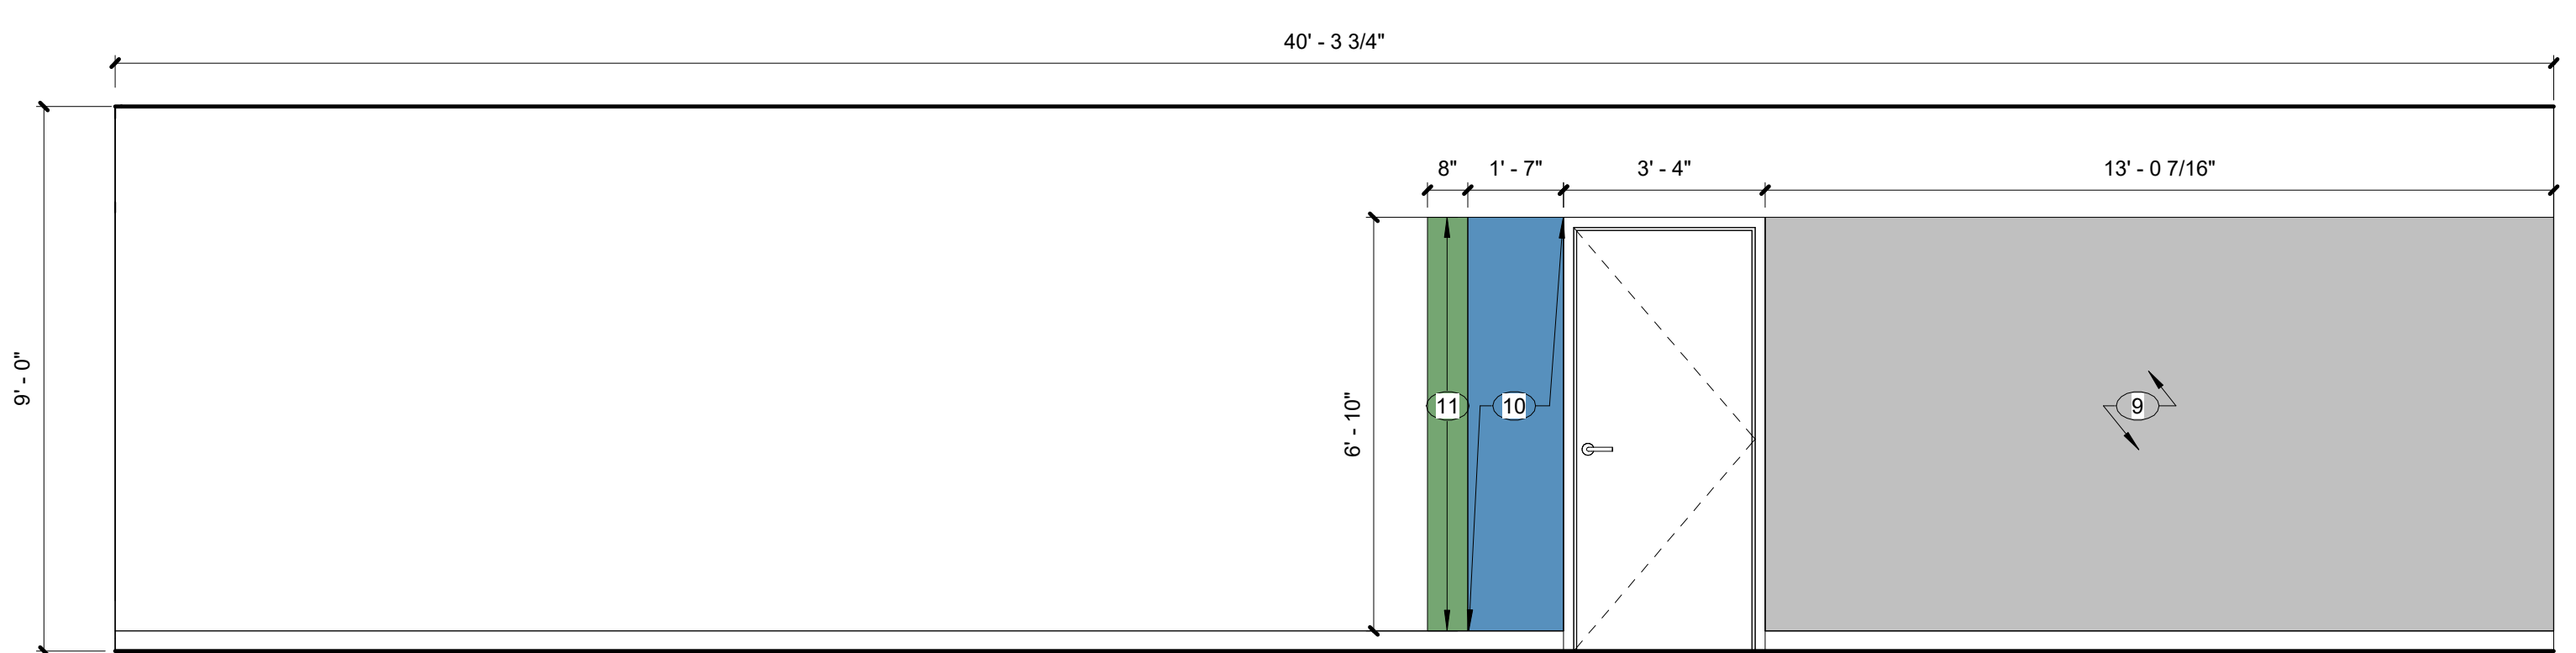 40' - 3 3/4"
8"
1' - 7"
3' - 4"
13' - 0 7/16"
9' - 0"
6' - 10"
11
10
9